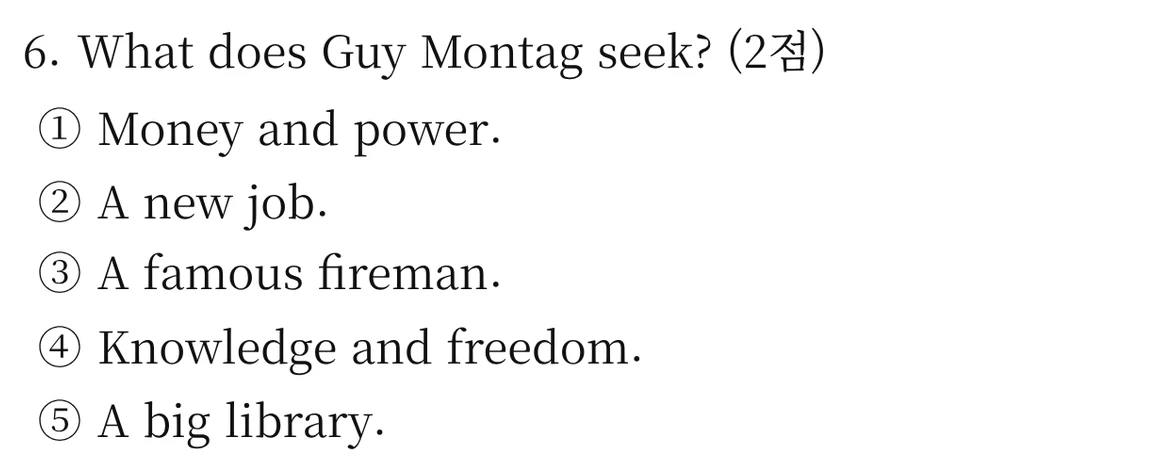 6. What does Guy Montag seek? (2점)
① Money and power.
② A new job.
③ A famous fireman.
④ Knowledge and freedom.
⑤ A big library.